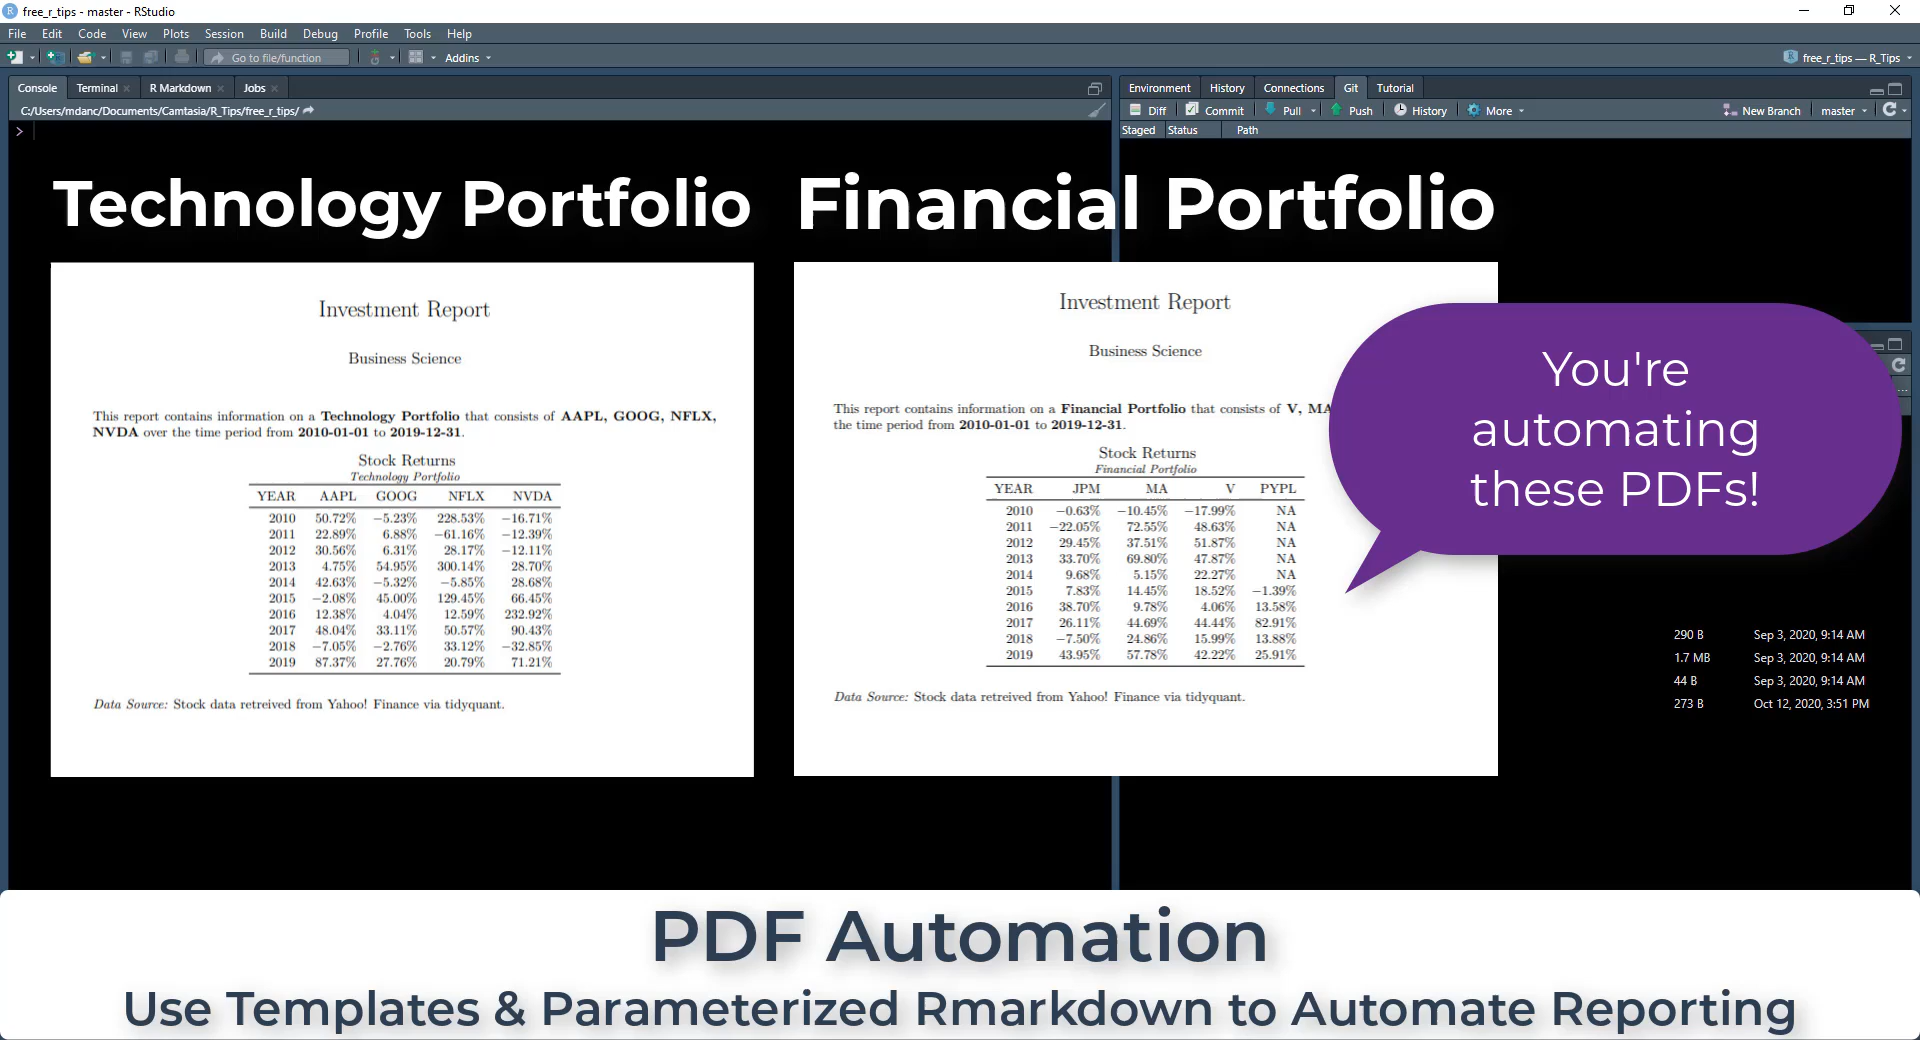 free_r_tips - master - RStudio
File Edit Code View Plots Session Build Debug Profile Tools Help
Go to file/function
Addins
free_r_tips — R_Tips
Console Terminal R Markdown Jobs
C:/Users/mdanc/Documents/Camtasia/R_Tips/free_r_tips/
>
Environment History Connections Git Tutorial
Diff Commit Pull Push History More New Branch master
Staged Status Path
Technology Portfolio
Investment Report
Business Science
This report contains information on a Technology Portfolio that consists of AAPL, GOOG, NFLX,
NVDA over the time period from 2010-01-01 to 2019-12-31.
Stock Returns
Technology Portfolio
YEAR AAPL GOOG NFLX NVDA
2010 50.72% −5.23% 228.53% −16.71%
2011 22.89% 6.88% −61.16% −12.39%
2012 30.56% 6.31% 28.17% −12.11%
2013 4.75% 54.95% 300.14% 28.70%
2014 42.63% −5.32% −5.85% 28.68%
2015 −2.08% 45.00% 129.45% 66.45%
2016 12.38% 4.04% 12.59% 232.92%
2017 48.04% 33.11% 50.57% 90.43%
2018 −7.05% −2.76% 33.12% −32.85%
2019 87.37% 27.76% 20.79% 71.21%
Data Source: Stock data retreived from Yahoo! Finance via tidyquant.
Financial Portfolio
Investment Report
Business Science
This report contains information on a Financial Portfolio that consists of V, MA
the time period from 2010-01-01 to 2019-12-31.
Stock Returns
Financial Portfolio
YEAR JPM MA V PYPL
2010 −0.63% −10.45% −17.99% NA
2011 −22.05% 72.55% 48.63% NA
2012 29.45% 37.51% 51.87% NA
2013 33.70% 69.80% 47.87% NA
2014 9.68% 5.15% 22.27% NA
2015 7.83% 14.45% 18.52% −1.39%
2016 38.70% 9.78% 4.06% 13.58%
2017 26.11% 44.69% 44.44% 82.91%
2018 −7.50% 24.86% 15.99% 13.88%
2019 43.95% 57.78% 42.22% 25.91%
Data Source: Stock data retreived from Yahoo! Finance via tidyquant.
You're
automating
these PDFs!
290 B Sep 3, 2020, 9:14 AM
1.7 MB Sep 3, 2020, 9:14 AM
44 B Sep 3, 2020, 9:14 AM
273 B Oct 12, 2020, 3:51 PM
PDF Automation
Use Templates & Parameterized Rmarkdown to Automate Reporting